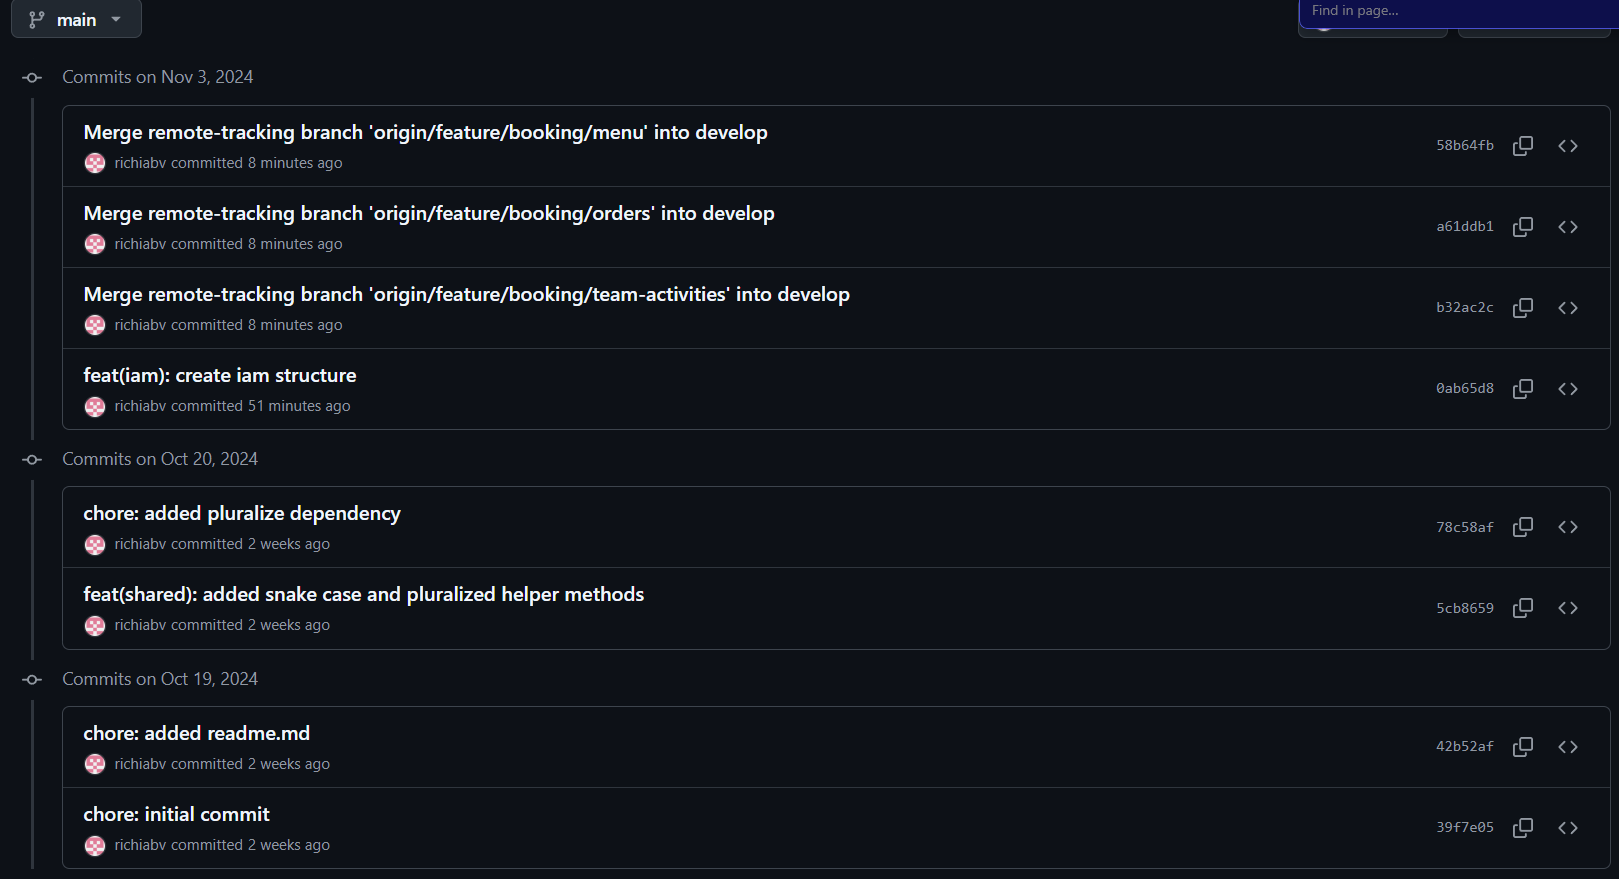 main
Find in page...
Commits on Nov 3, 2024
Merge remote-tracking branch 'origin/feature/booking/menu' into develop
richiabv committed 8 minutes ago
58b64fb
Merge remote-tracking branch 'origin/feature/booking/orders' into develop
richiabv committed 8 minutes ago
a61ddb1
Merge remote-tracking branch 'origin/feature/booking/team-activities' into develop
richiabv committed 8 minutes ago
b32ac2c
feat(iam): create iam structure
richiabv committed 51 minutes ago
0ab65d8
Commits on Oct 20, 2024
chore: added pluralize dependency
richiabv committed 2 weeks ago
78c58af
feat(shared): added snake case and pluralized helper methods
richiabv committed 2 weeks ago
5cb8659
Commits on Oct 19, 2024
chore: added readme.md
richiabv committed 2 weeks ago
42b52af
chore: initial commit
richiabv committed 2 weeks ago
39f7e05